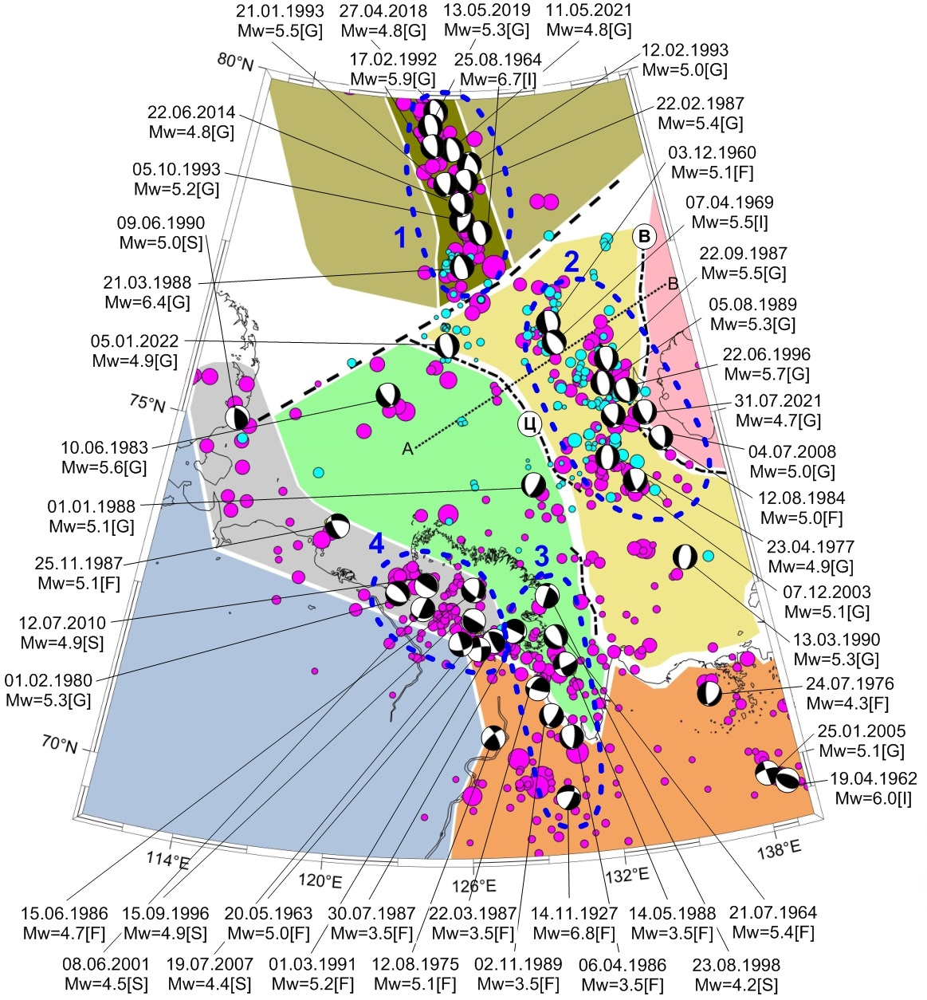 21.01.1993
Mw=5.5[G]
27.04.2018
Mw=4.8[G]
13.05.2019
Mw=5.3[G]
11.05.2021
Mw=4.8[G]
17.02.1992
Mw=5.9[G]
25.08.1964
Mw=6.7[I]
12.02.1993
Mw=5.0[G]
80°N
22.06.2014
Mw=4.8[G]
22.02.1987
Mw=5.4[G]
03.12.1960
Mw=5.1[F]
05.10.1993
Mw=5.2[G]
07.04.1969
Mw=5.5[I]
09.06.1990
Mw=5.0[S]
1
В
22.09.1987
Mw=5.5[G]
2
21.03.1988
Mw=6.4[G]
B
05.08.1989
Mw=5.3[G]
05.01.2022
Mw=4.9[G]
22.06.1996
Mw=5.7[G]
75°N
31.07.2021
Mw=4.7[G]
Ц
A
10.06.1983
Mw=5.6[G]
04.07.2008
Mw=5.0[G]
01.01.1988
Mw=5.1[G]
12.08.1984
Mw=5.0[F]
4
3
23.04.1977
Mw=4.9[G]
25.11.1987
Mw=5.1[F]
07.12.2003
Mw=5.1[G]
12.07.2010
Mw=4.9[S]
13.03.1990
Mw=5.3[G]
01.02.1980
Mw=5.3[G]
24.07.1976
Mw=4.3[F]
70°N
25.01.2005
Mw=5.1[G]
19.04.1962
Mw=6.0[I]
114°E
120°E
126°E
132°E
138°E
15.06.1986
Mw=4.7[F]
15.09.1996
Mw=4.9[S]
20.05.1963
Mw=5.0[F]
30.07.1987
Mw=3.5[F]
22.03.1987
Mw=3.5[F]
14.11.1927
Mw=6.8[F]
14.05.1988
Mw=3.5[F]
21.07.1964
Mw=5.4[F]
08.06.2001
Mw=4.5[S]
19.07.2007
Mw=4.4[S]
01.03.1991
Mw=5.2[F]
12.08.1975
Mw=5.1[F]
02.11.1989
Mw=3.5[F]
06.04.1986
Mw=3.5[F]
23.08.1998
Mw=4.2[S]